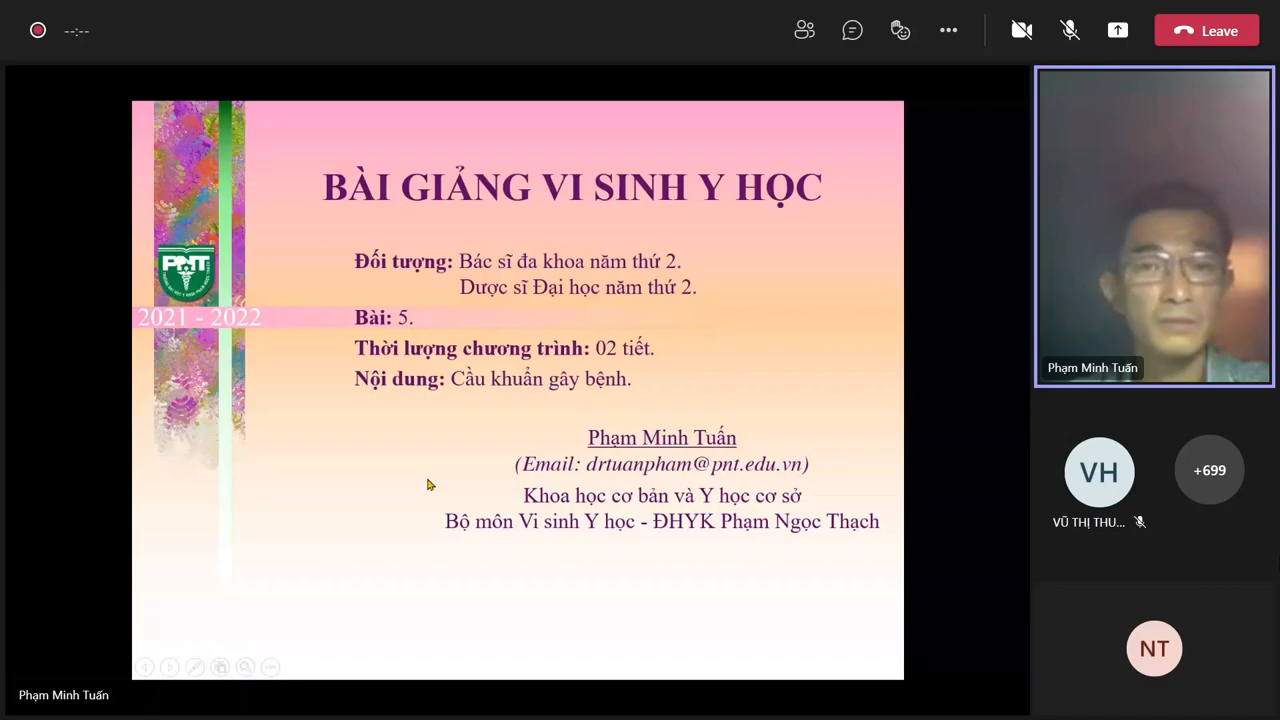 --:--
Leave
BÀI GIẢNG VI SINH Y HỌC
Đối tượng: Bác sĩ đa khoa năm thứ 2.
Dược sĩ Đại học năm thứ 2.
PNT
2021 - 2022
Bài: 5.
Thời lượng chương trình: 02 tiết.
Nội dung: Cầu khuẩn gây bệnh.
Phạm Minh Tuấn
(Email: drtuanpham@pnt.edu.vn)
Khoa học cơ bản và Y học cơ sở
Bộ môn Vi sinh Y học - ĐHYK Phạm Ngọc Thạch
Phạm Minh Tuấn
Phạm Minh Tuấn
VH
+699
VŨ THỊ THU...
NT